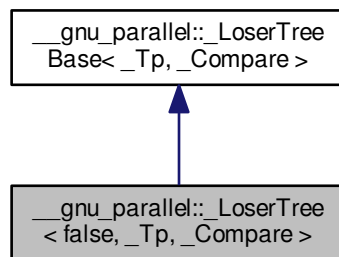 __gnu_parallel::_LoserTree
Base< _Tp, _Compare >
__gnu_parallel::_LoserTree
< false, _Tp, _Compare >